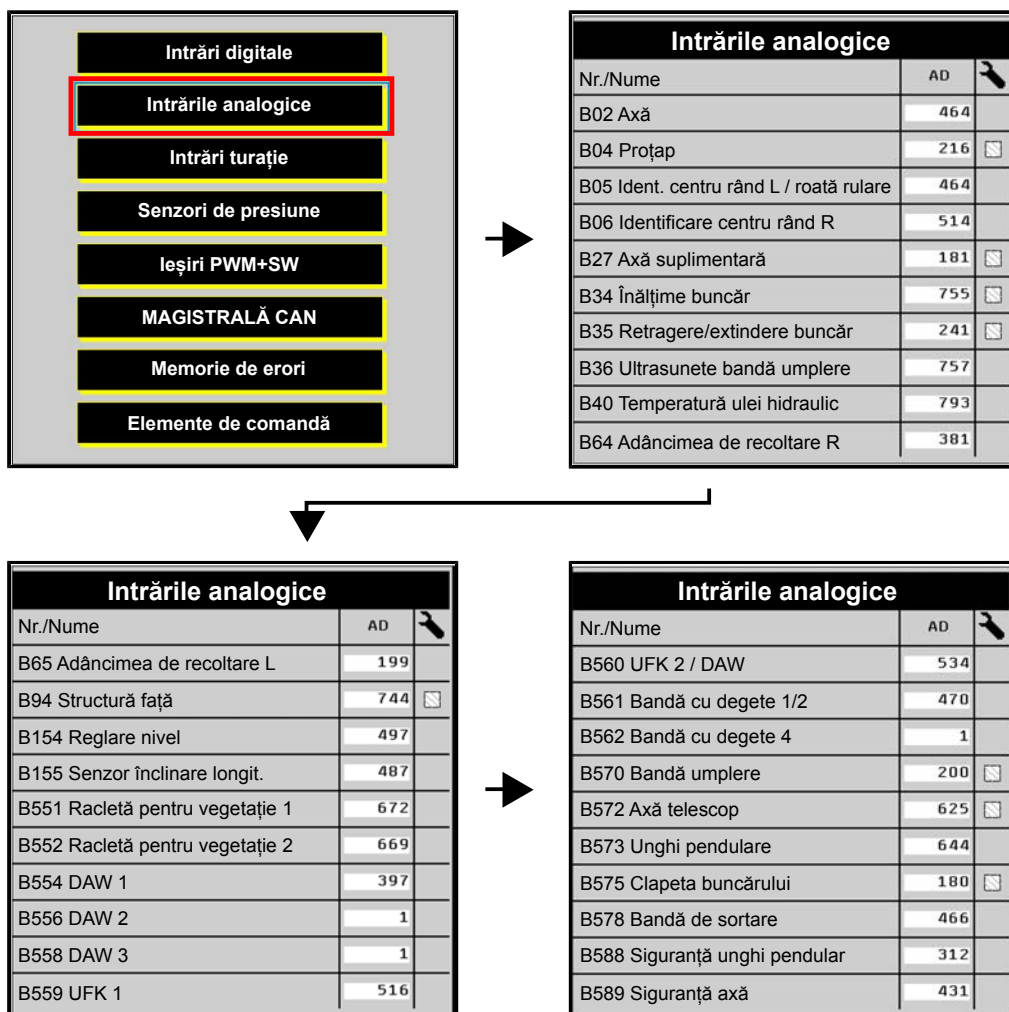 Intrări digitale
Intrările analogice
Intrări turație
Senzori de presiune
Ieșiri PWM+SW
MAGISTRALĂ CAN
Memorie de erori
Elemente de comandă
Intrările analogice
Nr./Nume AD
B02 Axă 464
B04 Proțap 216
B05 Ident. centru rând L / roată rulare 464
B06 Identificare centru rând R 514
B27 Axă suplimentară 181
B34 Înălțime buncăr 755
B35 Retragere/extindere buncăr 241
B36 Ultrasunete bandă umplere 757
B40 Temperatură ulei hidraulic 793
B64 Adâncimea de recoltare R 381
Intrările analogice
Nr./Nume AD
B65 Adâncimea de recoltare L 199
B94 Structură față 744
B154 Reglare nivel 497
B155 Senzor înclinare longit. 487
B551 Racletă pentru vegetație 1 672
B552 Racletă pentru vegetație 2 669
B554 DAW 1 397
B556 DAW 2 1
B558 DAW 3 1
B559 UFK 1 516
Intrările analogice
Nr./Nume AD
B560 UFK 2 / DAW 534
B561 Bandă cu degete 1/2 470
B562 Bandă cu degete 4 1
B570 Bandă umplere 200
B572 Axă telescop 625
B573 Unghi pendulare 644
B575 Clapeta buncărului 180
B578 Bandă de sortare 466
B588 Siguranță unghi pendular 312
B589 Siguranță axă 431